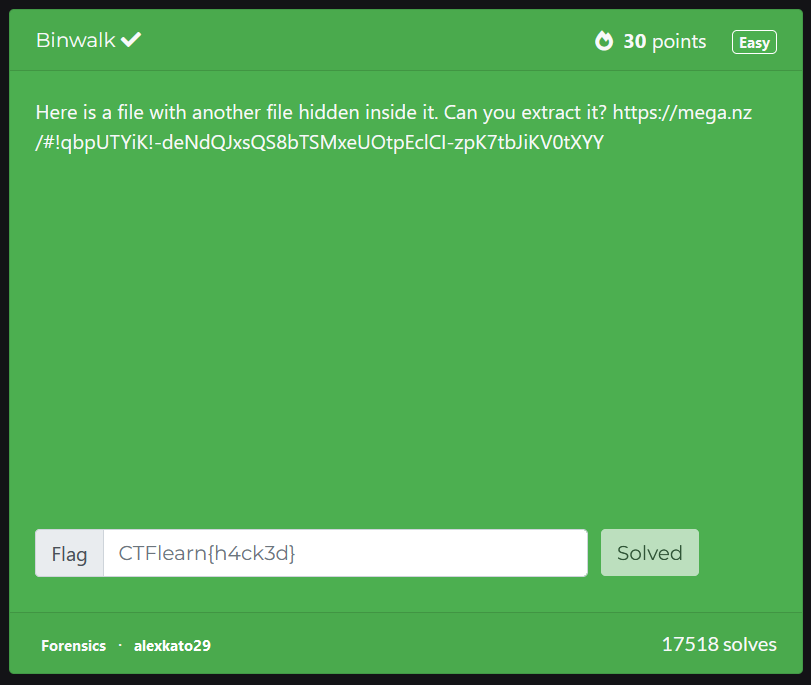 Binwalk
30 points Easy
Here is a file with another file hidden inside it. Can you extract it? https://mega.nz
/#!qbpUTYiK!-deNdQJxsQS8bTSMxeUOtpEclCI-zpK7tbJiKV0tXYY
Flag CTFlearn{h4ck3d} Solved
Forensics · alexkato29 17518 solves